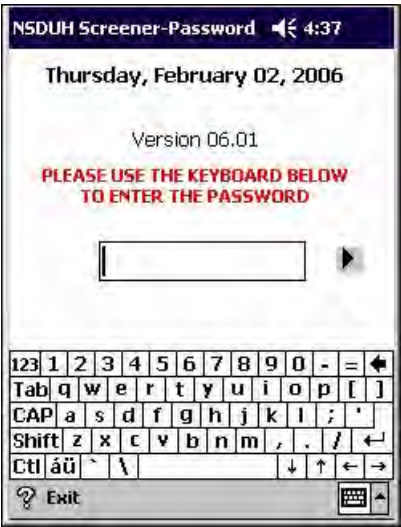 NSDUH Screener-Password 4:37
Thursday, February 02, 2006
Version 06.01
PLEASE USE THE KEYBOARD BELOW
TO ENTER THE PASSWORD
123 1 2 3 4 5 6 7 8 9 0 - =
Tab q w e r t y u i o p [ ]
CAP a s d f g h j k l ; '
Shift z x c v b n m , . /
Ctl áü ` \
? Exit